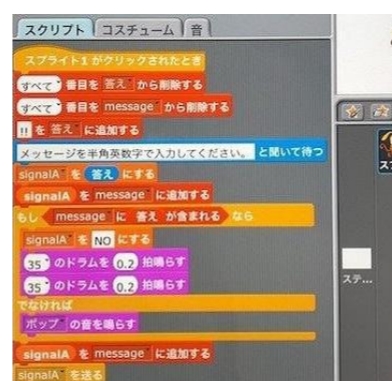 スクリプト コスチューム 音
スプライト1 がクリックされたとき
すべて 番目を 答え から削除する
すべて 番目を message から削除する
!! を 答え に追加する
メッセージを半角英数字で入力してください。 と聞いて待つ
signalA を 答え にする
signalA を message に追加する
もし message に 答え が含まれる なら
signalA を NO にする
35 のドラムを 0.2 拍鳴らす
35 のドラムを 0.2 拍鳴らす
でなければ
ポップ の音を鳴らす
signalA を message に追加する
signalA を送る
ステ...